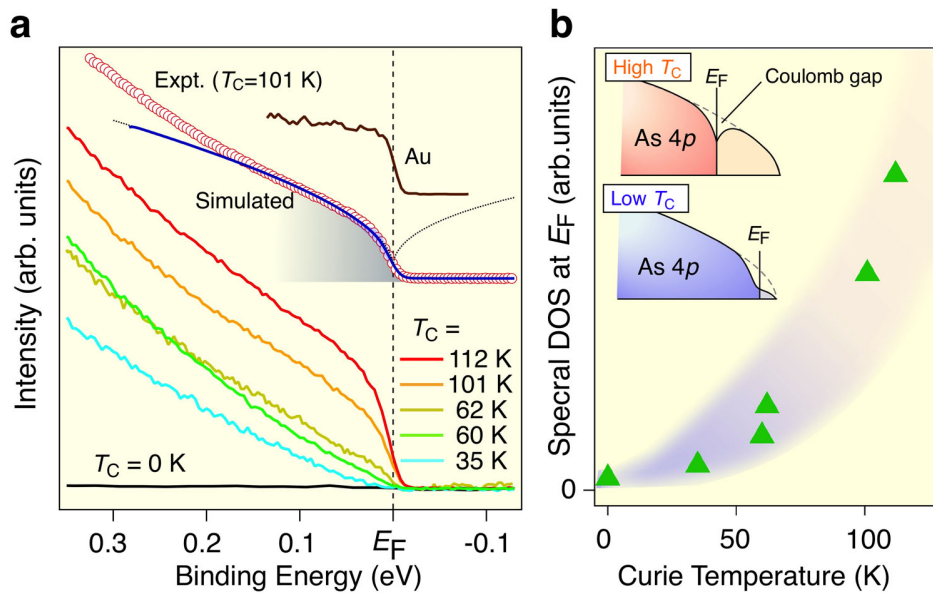 a
Expt. (TC=101 K)
Au
Simulated
TC =
112 K
101 K
62 K
60 K
35 K
TC = 0 K
Intensity (arb. units)
0.3 0.2 0.1 EF -0.1
Binding Energy (eV)
b
High TC
EF
Coulomb gap
As 4p
Low TC
EF
As 4p
Spectral DOS at EF (arb.units)
0
0 50 100
Curie Temperature (K)